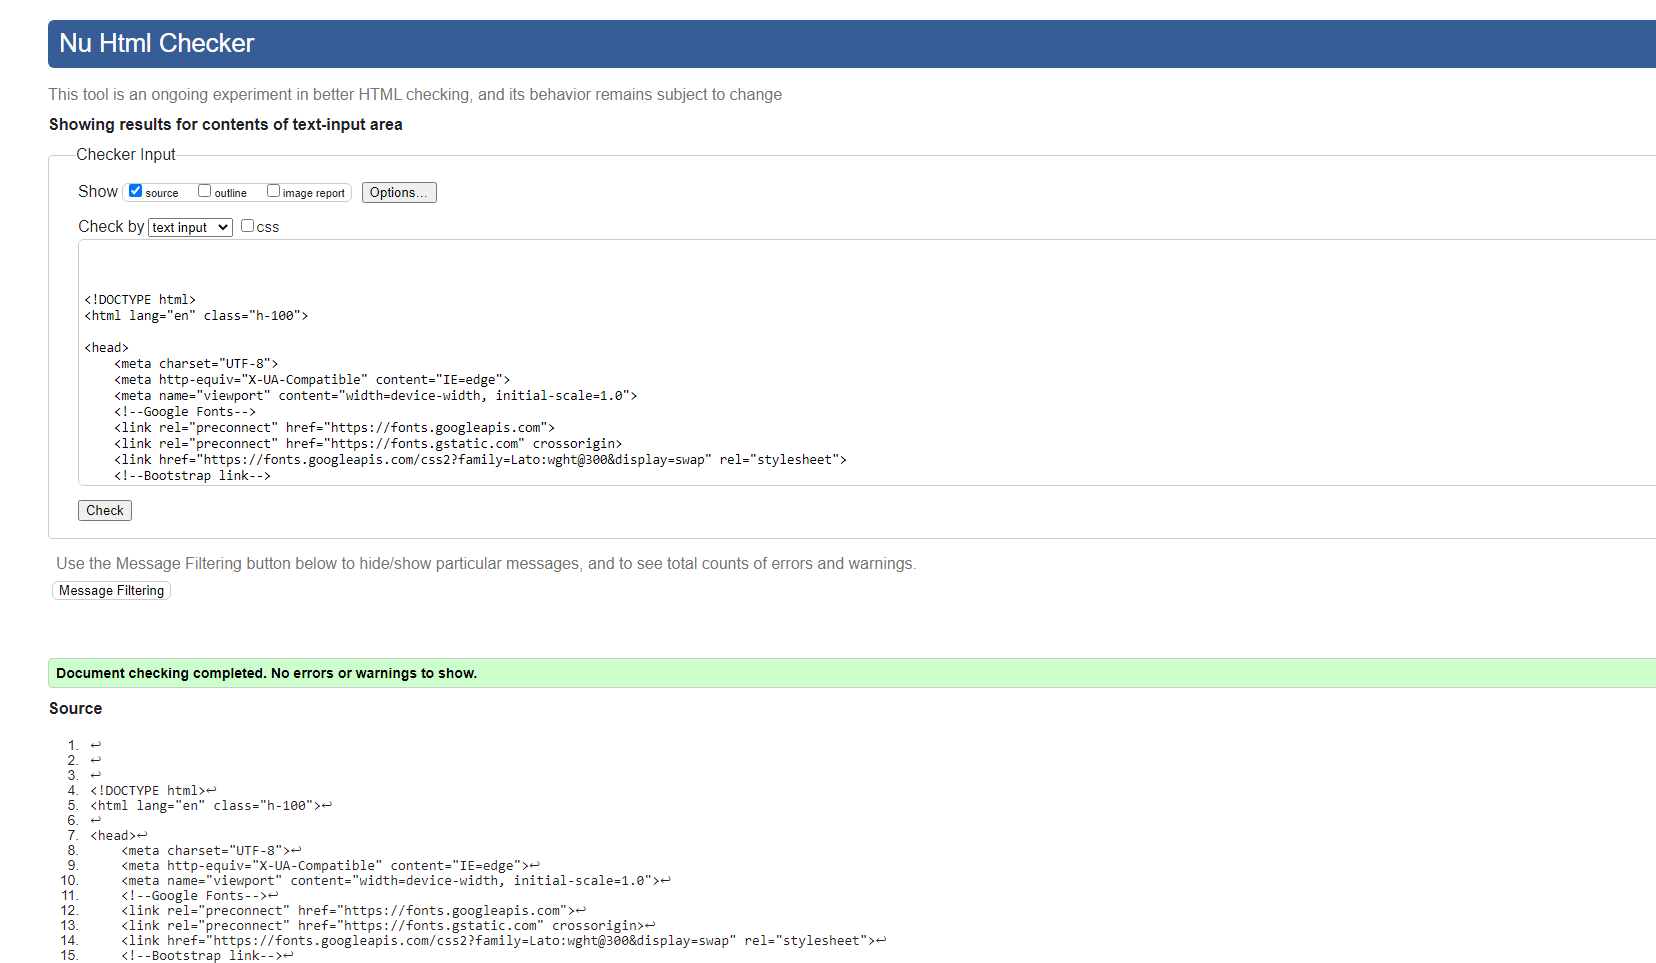 Nu Html Checker
This tool is an ongoing experiment in better HTML checking, and its behavior remains subject to change
Showing results for contents of text-input area
Checker Input
Show source outline image report Options...
Check by text input css
<!DOCTYPE html>
<html lang="en" class="h-100">
<head>
    <meta charset="UTF-8">
    <meta http-equiv="X-UA-Compatible" content="IE=edge">
    <meta name="viewport" content="width=device-width, initial-scale=1.0">
    <!--Google Fonts-->
    <link rel="preconnect" href="https://fonts.googleapis.com">
    <link rel="preconnect" href="https://fonts.gstatic.com" crossorigin>
    <link href="https://fonts.googleapis.com/css2?family=Lato:wght@300&display=swap" rel="stylesheet">
    <!--Bootstrap link-->
Check
Use the Message Filtering button below to hide/show particular messages, and to see total counts of errors and warnings.
Message Filtering
Document checking completed. No errors or warnings to show.
Source
1. ↩
2. ↩
3. ↩
4. <!DOCTYPE html>↩
5. <html lang="en" class="h-100">↩
6. ↩
7. <head>↩
8.     <meta charset="UTF-8">↩
9.     <meta http-equiv="X-UA-Compatible" content="IE=edge">↩
10.     <meta name="viewport" content="width=device-width, initial-scale=1.0">↩
11.     <!--Google Fonts-->↩
12.     <link rel="preconnect" href="https://fonts.googleapis.com">↩
13.     <link rel="preconnect" href="https://fonts.gstatic.com" crossorigin>↩
14.     <link href="https://fonts.googleapis.com/css2?family=Lato:wght@300&display=swap" rel="stylesheet">↩
15.     <!--Bootstrap link-->↩